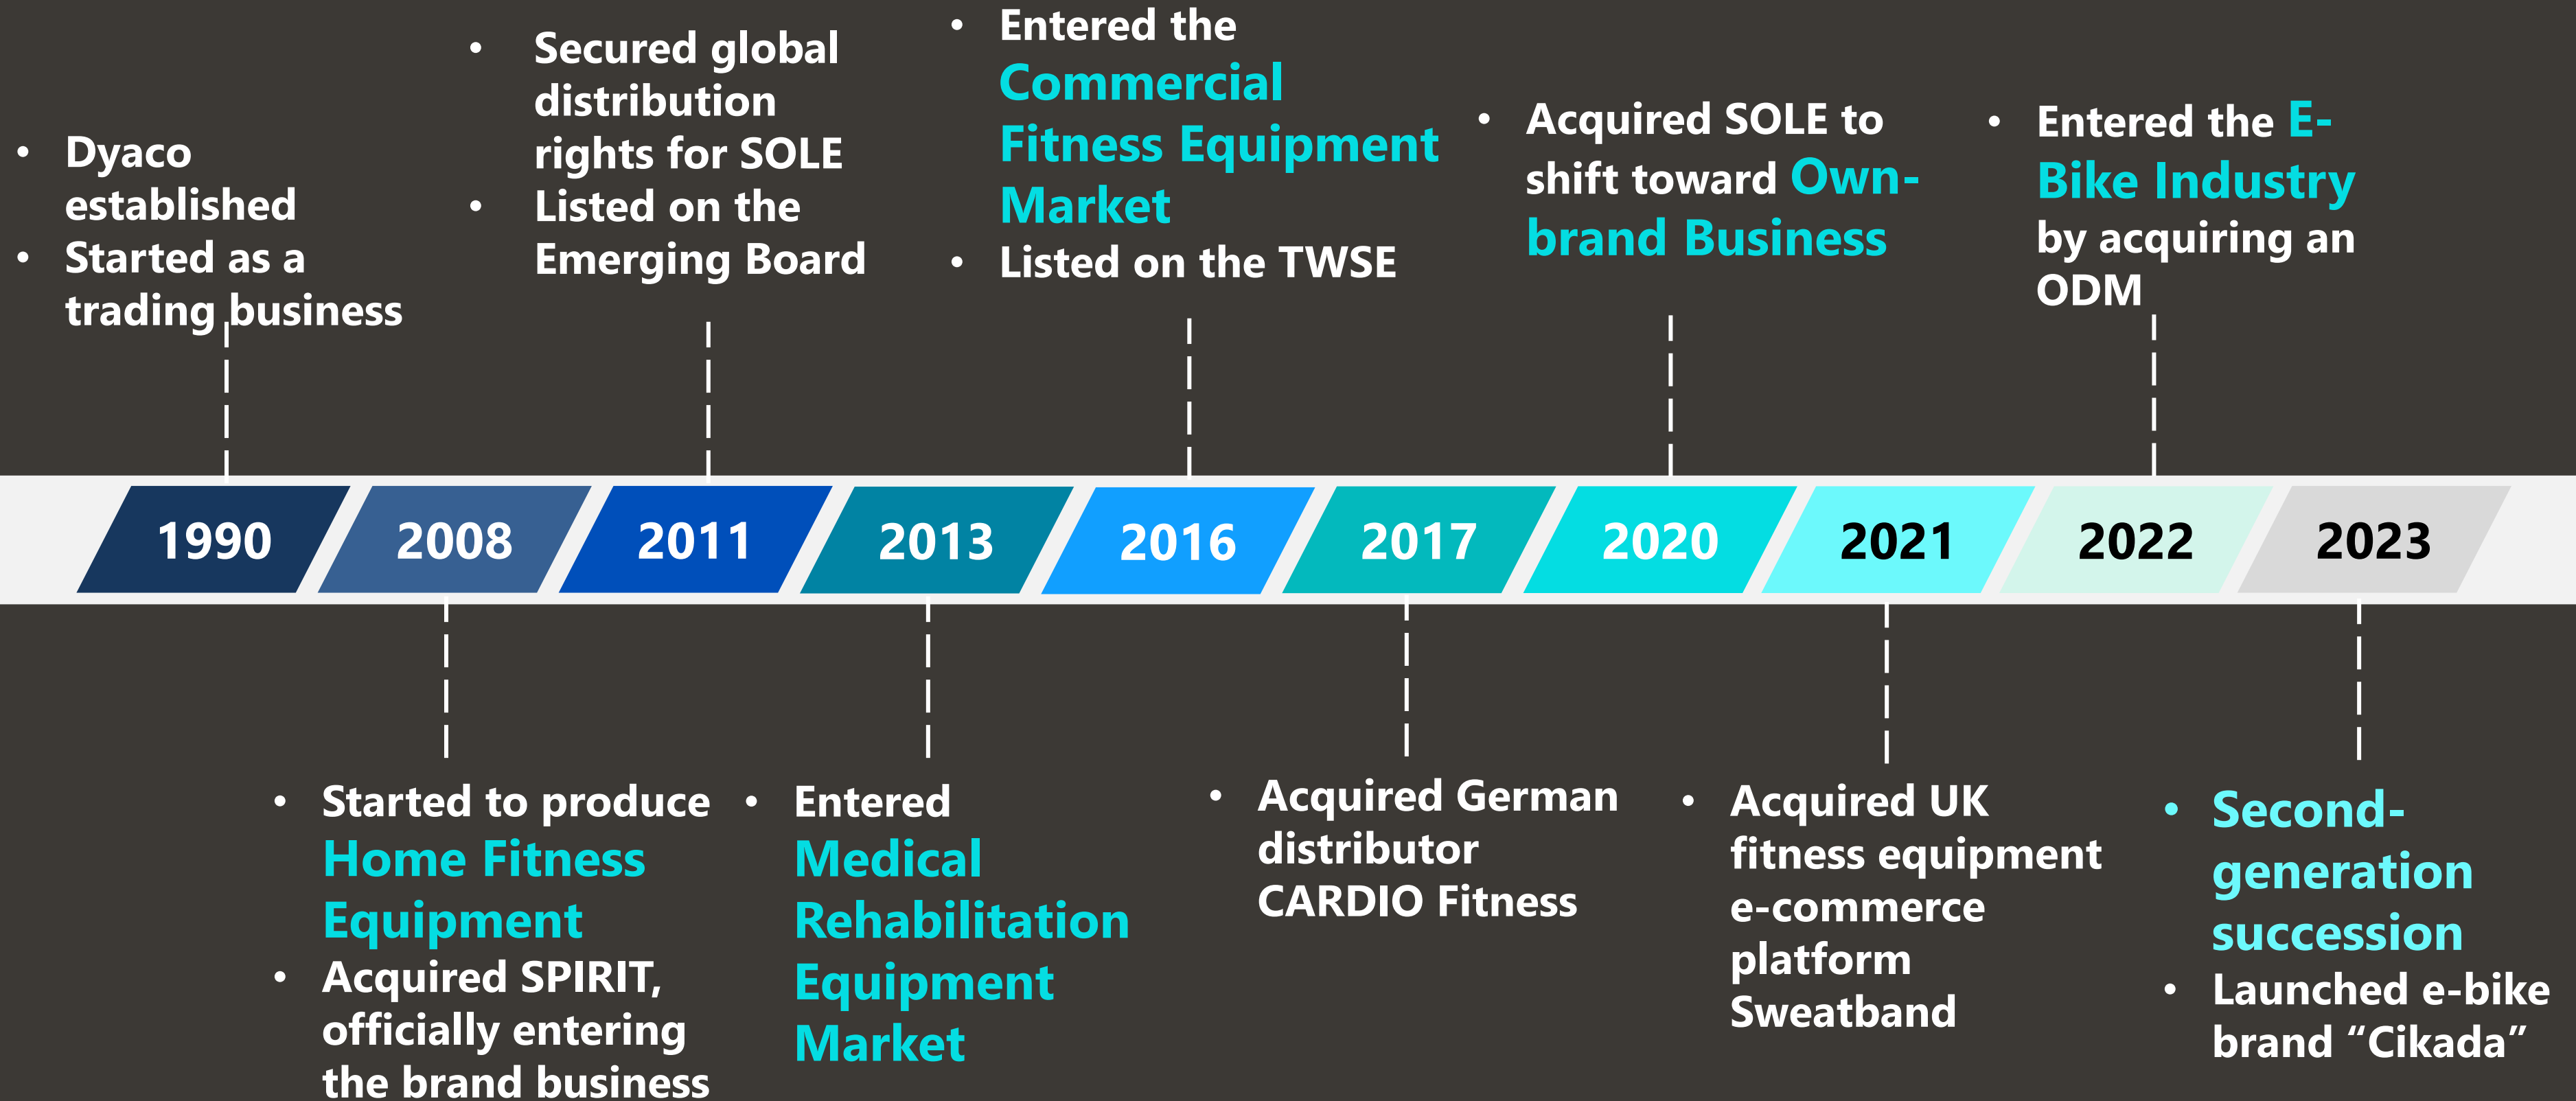 • Dyaco
established
• Started as a
trading business
• Secured global
distribution
rights for SOLE
• Listed on the
Emerging Board
• Entered the
Commercial
Fitness Equipment
Market
• Listed on the TWSE
• Acquired SOLE to
shift toward Own-
brand Business
• Entered the E-
Bike Industry
by acquiring an
ODM
1990 2008 2011 2013 2016 2017 2020 2021 2022 2023
• Started to produce
Home Fitness
Equipment
• Acquired SPIRIT,
officially entering
the brand business
• Entered
Medical
Rehabilitation
Equipment
Market
• Acquired German
distributor
CARDIO Fitness
• Acquired UK
fitness equipment
e-commerce
platform
Sweatband
• Second-
generation
succession
• Launched e-bike
brand “Cikada”